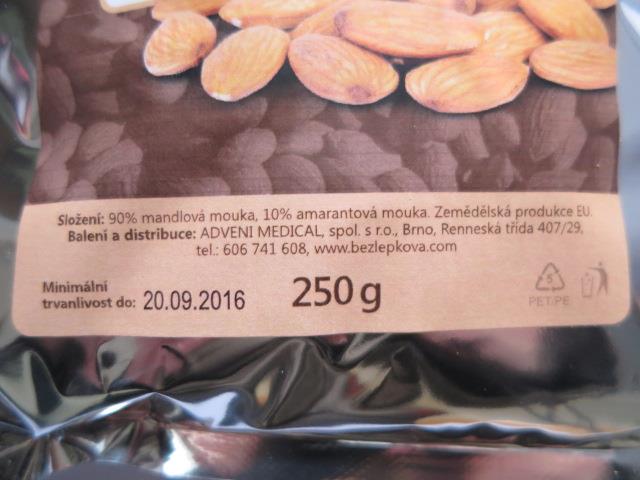 Složení: 90% mandlová mouka, 10% amarantová mouka. Zemědělská produkce EU.
Balení a distribuce: ADVENI MEDICAL, spol. s r.o., Brno, Renneská třída 407/29,
tel.: 606 741 608, www.bezlepkova.com
Minimální
trvanlivost do: 20.09.2016
250g
5
PET/PE